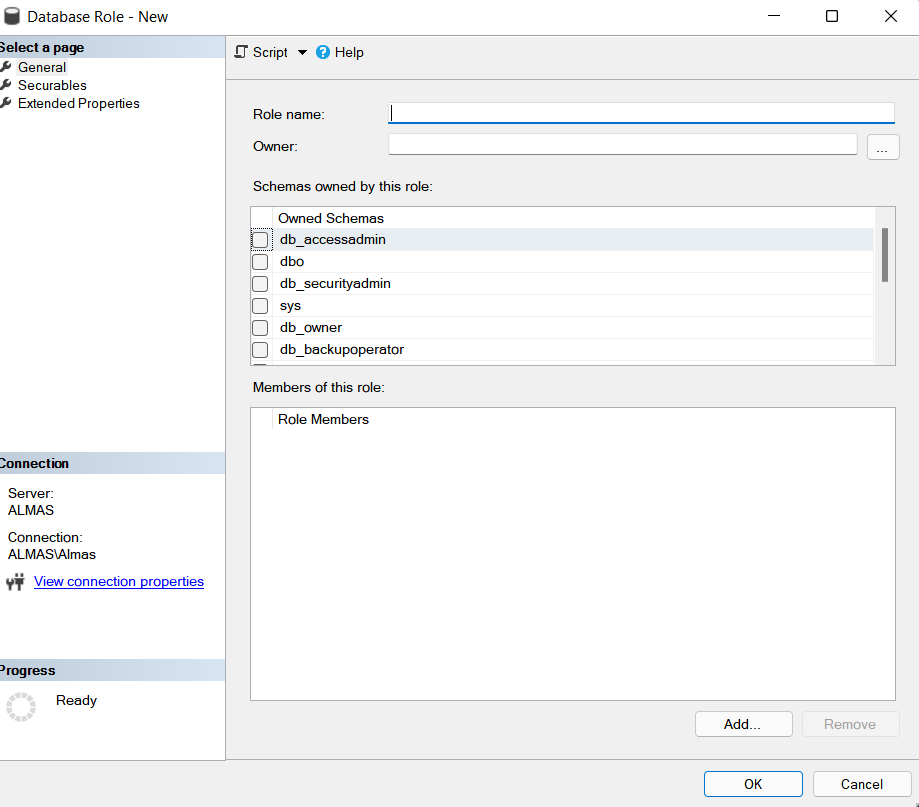 Database Role - New
Select a page
General
Securables
Extended Properties
Script
Help
Role name:
Owner:
...
Schemas owned by this role:
Owned Schemas
db_accessadmin
dbo
db_securityadmin
sys
db_owner
db_backupoperator
Members of this role:
Role Members
Connection
Server:
ALMAS
Connection:
ALMAS\Almas
View connection properties
Progress
Ready
Add...
Remove
OK
Cancel